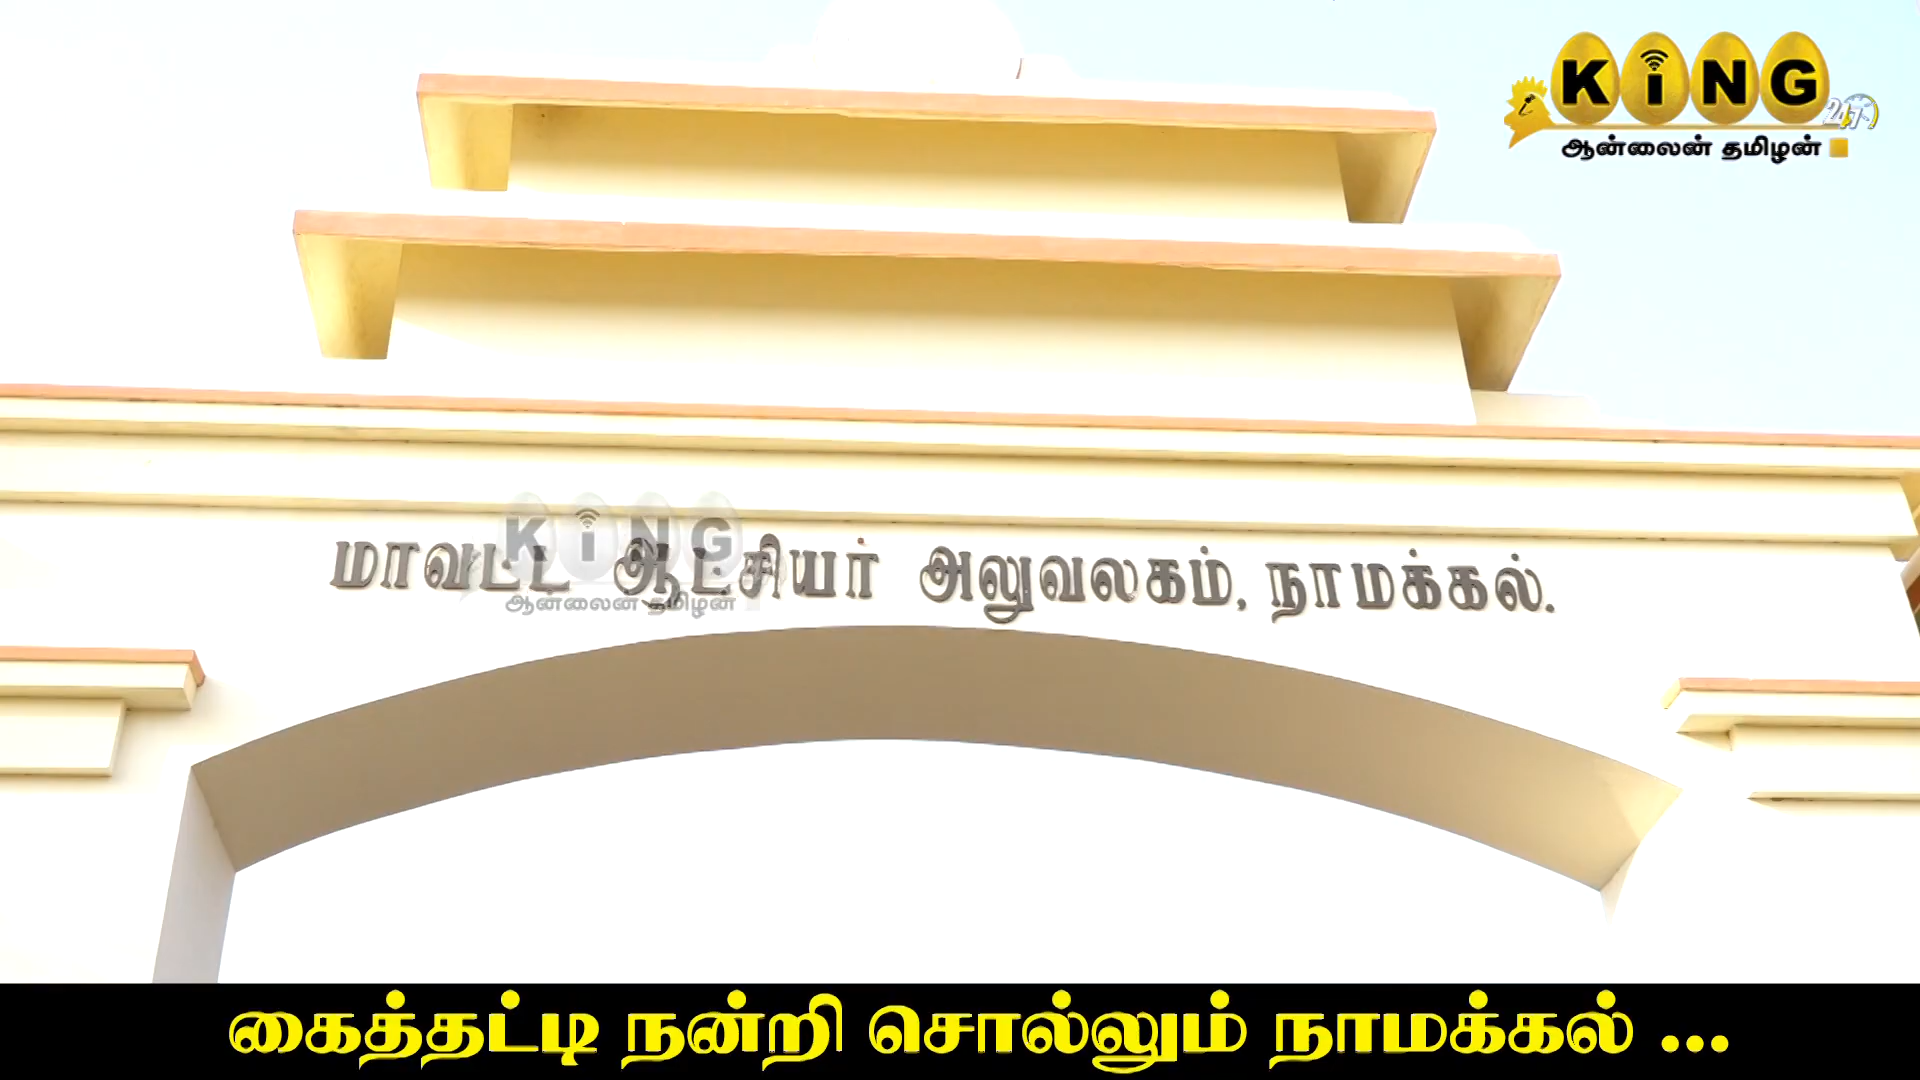 KiNG
24x7
ஆன்லைன் தமிழன்
KiNG
ஆன்லைன் தமிழன்
மாவட்ட ஆட்சியர் அலுவலகம், நாமக்கல்.
கைத்தட்டி நன்றி சொல்லும் நாமக்கல் ...